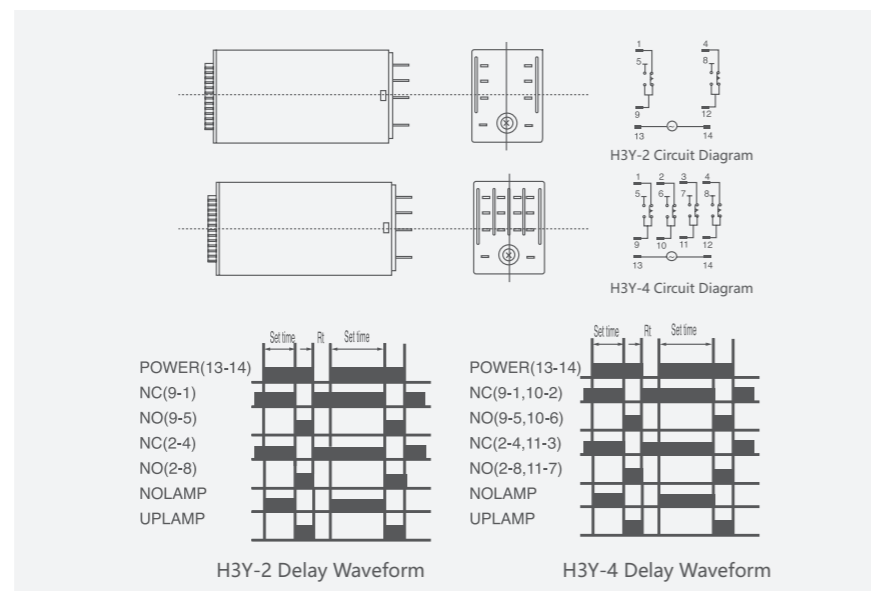 1 4
5 8
9 12
13 14
H3Y-2 Circuit Diagram
1 2 3 4
5 6 7 8
9 10 11 12
13 14
H3Y-4 Circuit Diagram
Set time Rt Set time
POWER(13-14)
NC(9-1)
NO(9-5)
NC(2-4)
NO(2-8)
NOLAMP
UPLAMP
H3Y-2 Delay Waveform
Set time Rt Set time
POWER(13-14)
NC(9-1,10-2)
NO(9-5,10-6)
NC(2-4,11-3)
NO(2-8,11-7)
NOLAMP
UPLAMP
H3Y-4 Delay Waveform